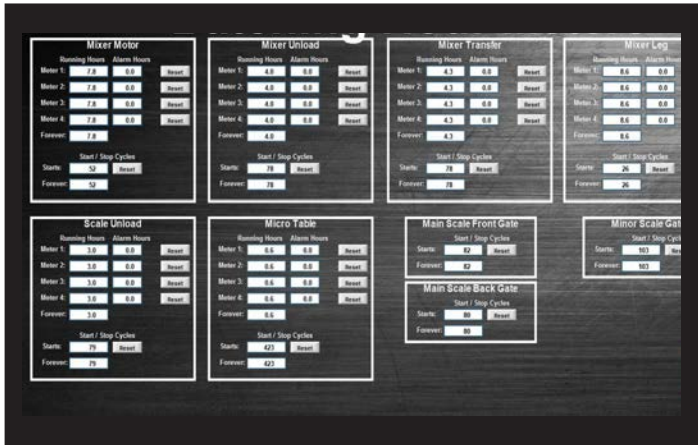 Mixer Motor
Running Hours Alarm Hours
Meter 1: 7.8 0.0 Reset
Meter 2: 7.8 0.0 Reset
Meter 3: 7.8 0.0 Reset
Meter 4: 7.8 0.0 Reset
Forever: 7.8
Start / Stop Cycles
Starts: 52 Reset
Forever: 52
Mixer Unload
Running Hours Alarm Hours
Meter 1: 4.0 0.0 Reset
Meter 2: 4.0 0.0 Reset
Meter 3: 4.0 0.0 Reset
Meter 4: 4.0 0.0 Reset
Forever: 4.0
Start / Stop Cycles
Starts: 78 Reset
Forever: 78
Mixer Transfer
Running Hours Alarm Hours
Meter 1: 4.3 0.0 Reset
Meter 2: 4.3 0.0 Reset
Meter 3: 4.3 0.0 Reset
Meter 4: 4.3 0.0 Reset
Forever: 4.3
Start / Stop Cycles
Starts: 78 Reset
Forever: 78
Mixer Leg
Running Hours Alarm Hours
Meter 1: 8.6 0.0
Meter 2: 8.6 0.0
Meter 3: 8.6 0.0
Meter 4: 8.6 0.0
Forever: 8.6
Start / Stop Cycles
Starts: 26 Reset
Forever: 26
Scale Unload
Running Hours Alarm Hours
Meter 1: 3.0 0.0 Reset
Meter 2: 3.0 0.0 Reset
Meter 3: 3.0 0.0 Reset
Meter 4: 3.0 0.0 Reset
Forever: 3.0
Start / Stop Cycles
Starts: 79 Reset
Forever: 79
Micro Table
Running Hours Alarm Hours
Meter 1: 0.6 0.0 Reset
Meter 2: 0.6 0.0 Reset
Meter 3: 0.6 0.0 Reset
Meter 4: 0.6 0.0 Reset
Forever: 0.6
Start / Stop Cycles
Starts: 423 Reset
Forever: 423
Main Scale Front Gate
Start / Stop Cycles
Starts: 82 Reset
Forever: 82
Main Scale Back Gate
Start / Stop Cycles
Starts: 80 Reset
Forever: 80
Minor Scale Gat
Start / Stop Cycles
Starts: 103 Reset
Forever: 103